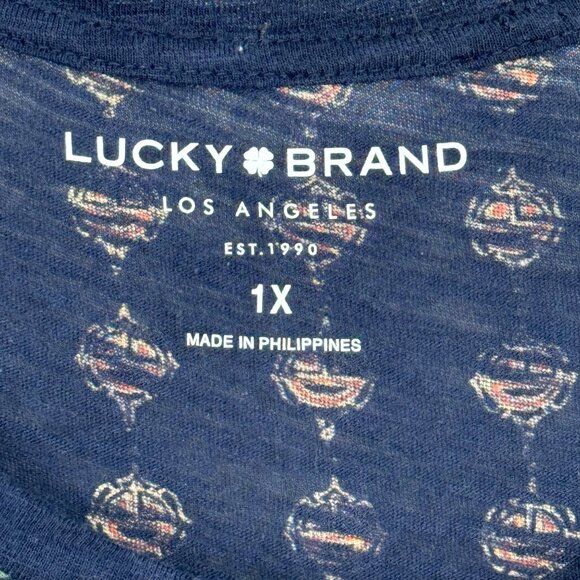 LUCKY BRAND
LOS ANGELES
EST.1990
1X
MADE IN PHILIPPINES